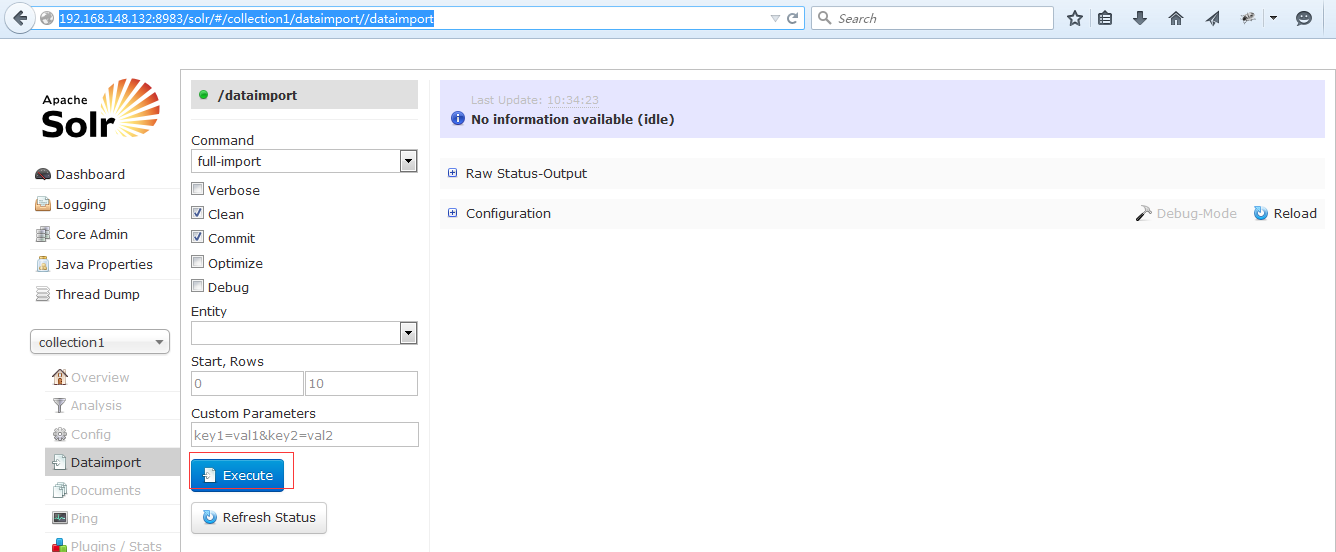 192.168.148.132:8983/solr/#/collection1/dataimport//dataimport
Search
Apache
Solr
Dashboard
Logging
Core Admin
Java Properties
Thread Dump
collection1
Overview
Analysis
Config
Dataimport
Documents
Ping
Plugins / Stats
/dataimport
Command
full-import
Verbose
Clean
Commit
Optimize
Debug
Entity
Start, Rows
0 10
Custom Parameters
key1=val1&key2=val2
Execute
Refresh Status
Last Update: 10:34:23
No information available (idle)
Raw Status-Output
Configuration Debug-Mode Reload